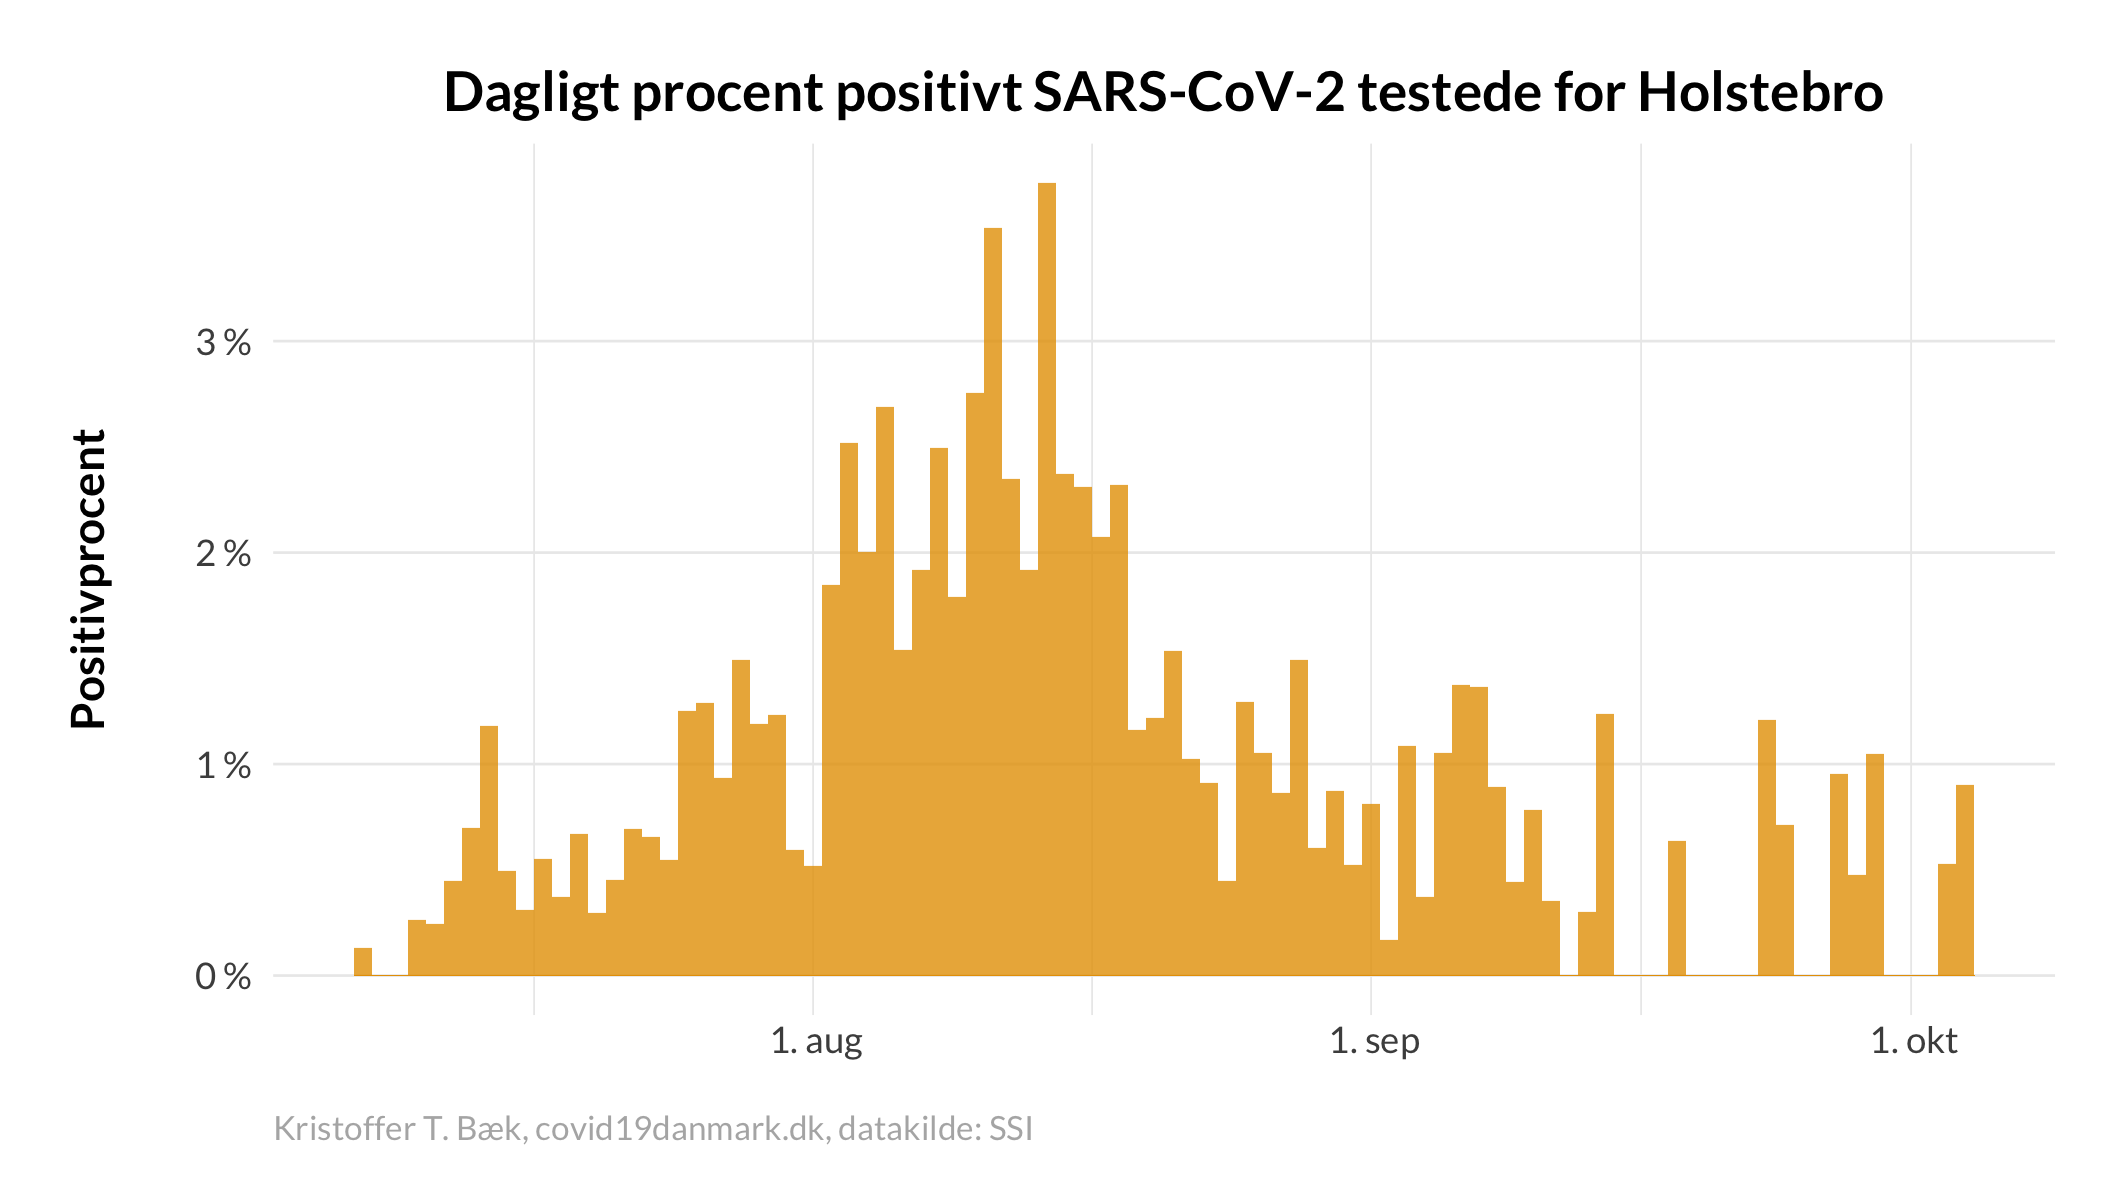 Dagligt procent positivt SARS-CoV-2 testede for Holstebro
Positivprocent
3 %
2 %
1 %
0 %
1. aug
1. sep
1. okt
Kristoffer T. Bæk, covid19danmark.dk, datakilde: SSI